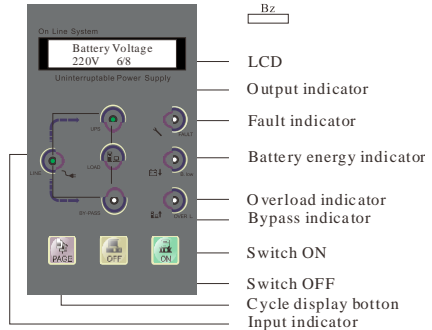 Bz
On Line System
Battery Voltage
220V 6/8
Uninterruptable Power Supply
UPS
FAULT
LINE
LOAD
B.low
BY-PASS
OVER L.
PAGE
OFF
ON
LCD
Output indicator
Fault indicator
Battery energy indicator
Overload indicator
Bypass indicator
Switch ON
Switch OFF
Cycle display botton
Input indicator